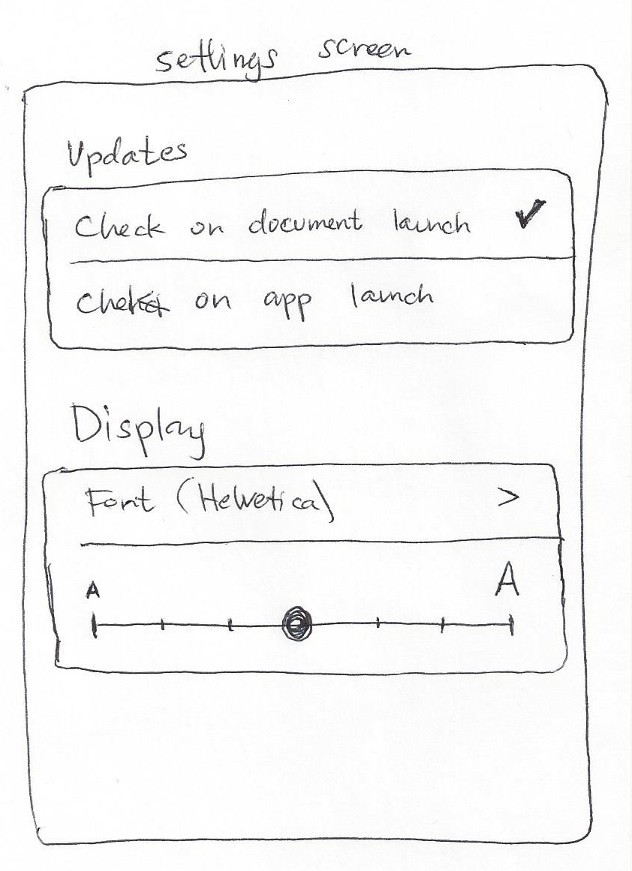 settings screen
Updates
Check on document launch ✔
Check on app launch
Display
Font (Helvetica) >
A A